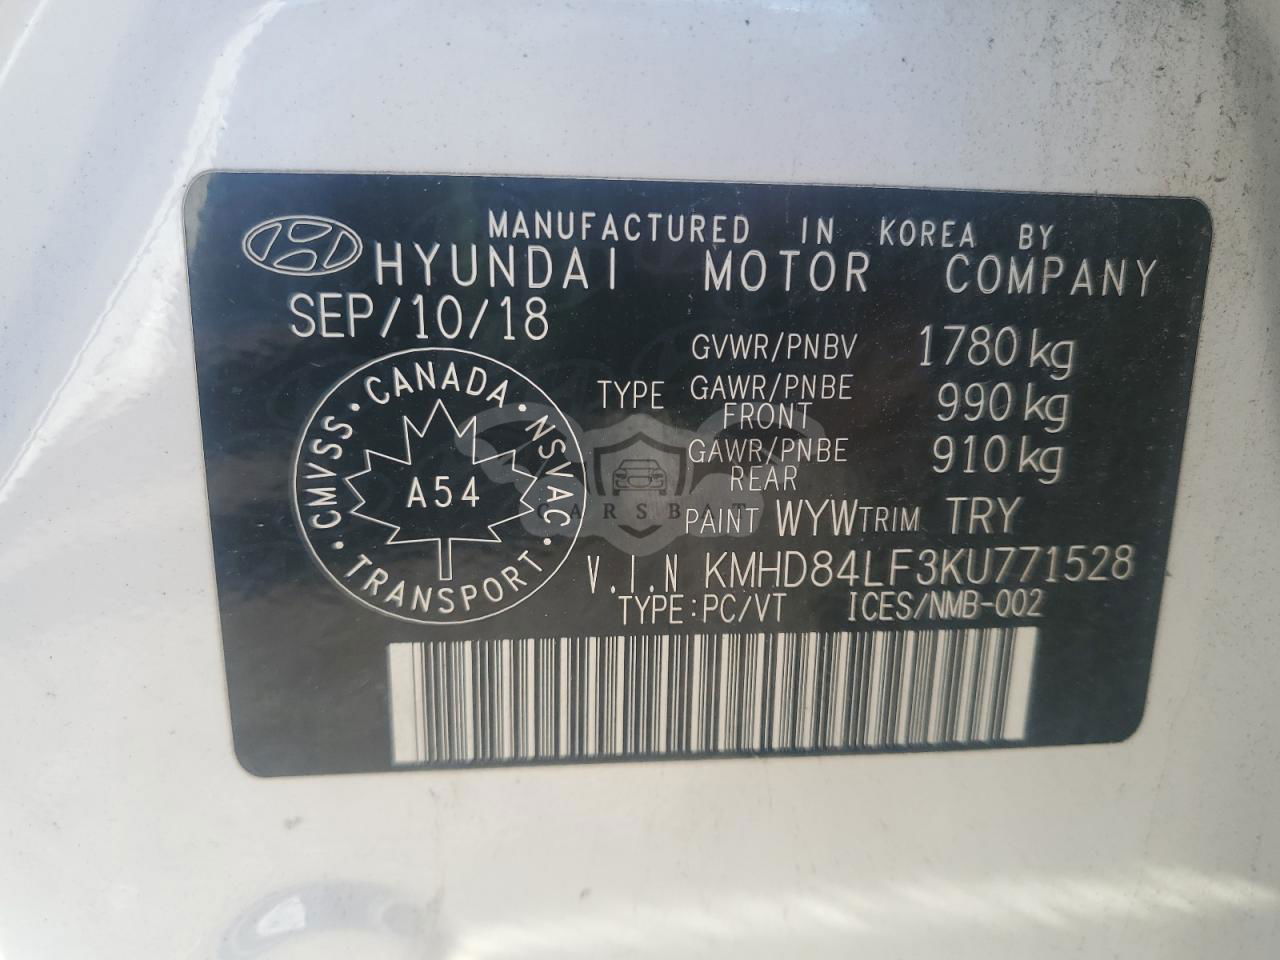 MANUFACTURED IN KOREA BY
HYUNDAI MOTOR COMPANY
SEP/10/18
GVWR/PNBV 1780 kg
TYPE GAWR/PNBE FRONT 990 kg
GAWR/PNBE REAR 910 kg
PAINT WYW TRIM TRY
V.I.N KMHD84LF3KU771528
TYPE:PC/VT ICES/NMB-002
CMVSS · CANADA · NSVAC · TRANSPORT ·
A54
CARSBAT